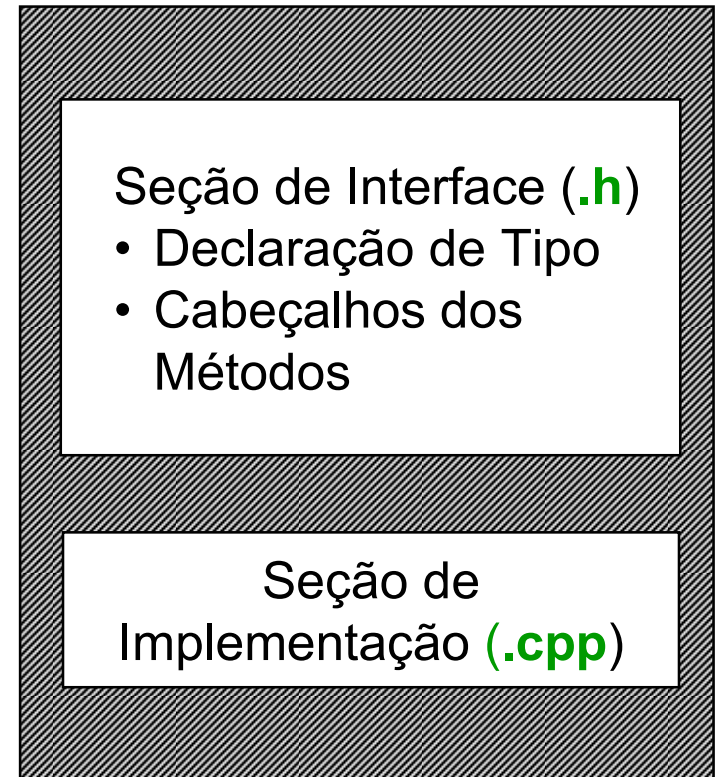 Seção de Interface (.h)
• Declaração de Tipo
• Cabeçalhos dos
Métodos
Seção de
Implementação (.cpp)